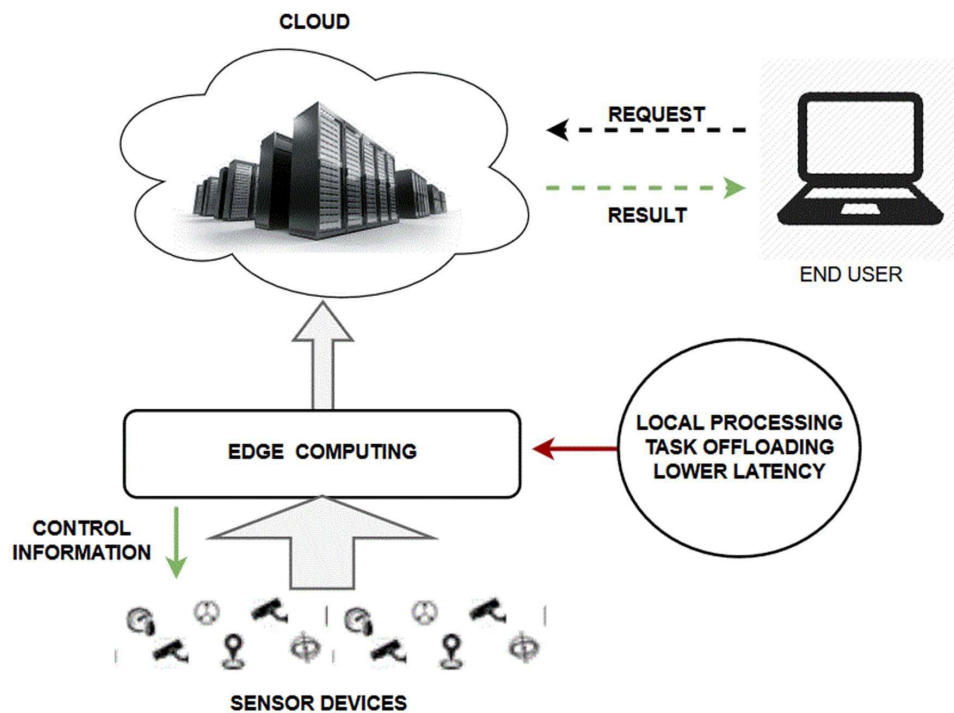 CLOUD
REQUEST
RESULT
END USER
LOCAL PROCESSING
TASK OFFLOADING
LOWER LATENCY
EDGE COMPUTING
CONTROL
INFORMATION
SENSOR DEVICES